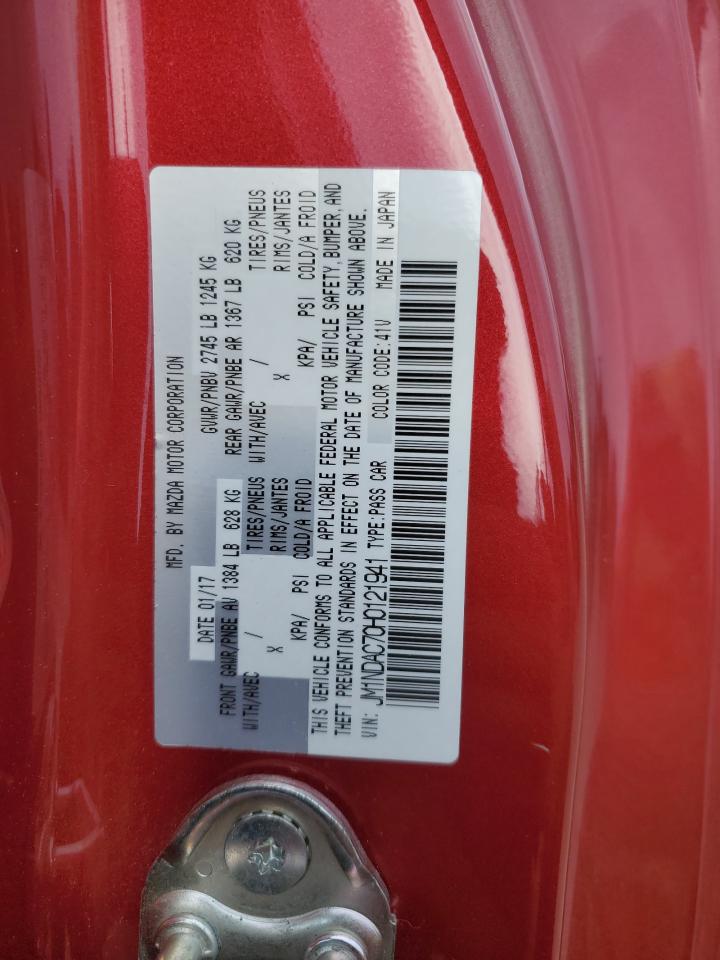 MFD. BY MAZDA MOTOR CORPORATION
DATE 01/17 GVWR/PNBV 2745 LB 1245 KG
FRONT GAWR/PNBE AV 1384 LB 628 KG REAR GAWR/PNBE AR 1367 LB 620 KG
WITH/AVEC / TIRES/PNEUS WITH/AVEC / TIRES/PNEUS
X RIMS/JANTES X RIMS/JANTES
KPA/ PSI COLD/A FROID KPA/ PSI COLD/A FROID
THIS VEHICLE CONFORMS TO ALL APPLICABLE FEDERAL MOTOR VEHICLE SAFETY, BUMPER, AND
THEFT PREVENTION STANDARDS IN EFFECT ON THE DATE OF MANUFACTURE SHOWN ABOVE.
VIN: JM1NDAC70H0121941 TYPE:PASS CAR COLOR CODE:41V MADE IN JAPAN